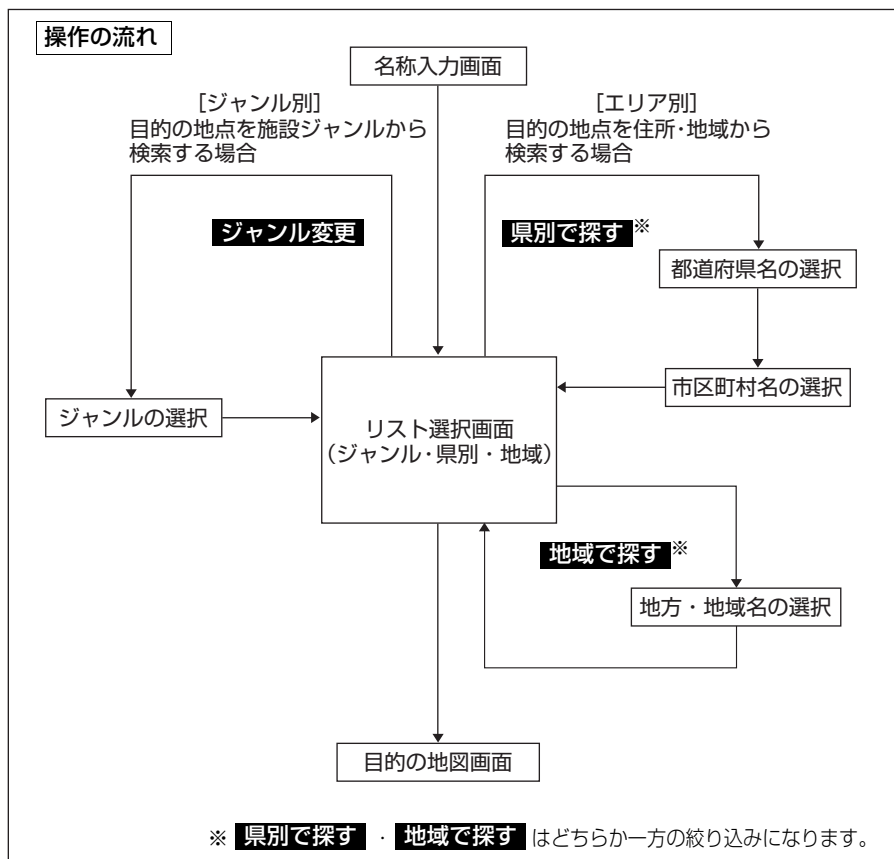 操作の流れ
名称入力画面
[ジャンル別]
目的の地点を施設ジャンルから
検索する場合
[エリア別]
目的の地点を住所・地域から
検索する場合
ジャンル変更
県別で探す※
都道府県名の選択
市区町村名の選択
ジャンルの選択
リスト選択画面
(ジャンル・県別・地域)
地域で探す※
地方・地域名の選択
目的の地図画面
※ 県別で探す ・ 地域で探す はどちらか一方の絞り込みになります。